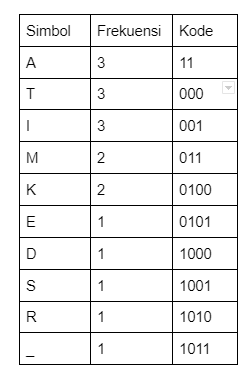 Simbol Frekuensi Kode
A 3 11
T 3 000
I 3 001
M 2 011
K 2 0100
E 1 0101
D 1 1000
S 1 1001
R 1 1010
_ 1 1011